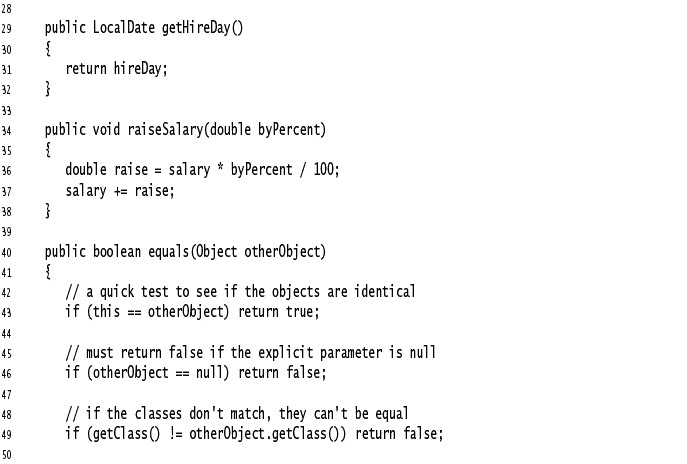 28
29 public LocalDate getHireDay()
30 {
31 return hireDay;
32 }
33
34 public void raiseSalary(double byPercent)
35 {
36 double raise = salary * byPercent / 100;
37 salary += raise;
38 }
39
40 public boolean equals(Object otherObject)
41 {
42 // a quick test to see if the objects are identical
43 if (this == otherObject) return true;
44
45 // must return false if the explicit parameter is null
46 if (otherObject == null) return false;
47
48 // if the classes don't match, they can't be equal
49 if (getClass() != otherObject.getClass()) return false;
50